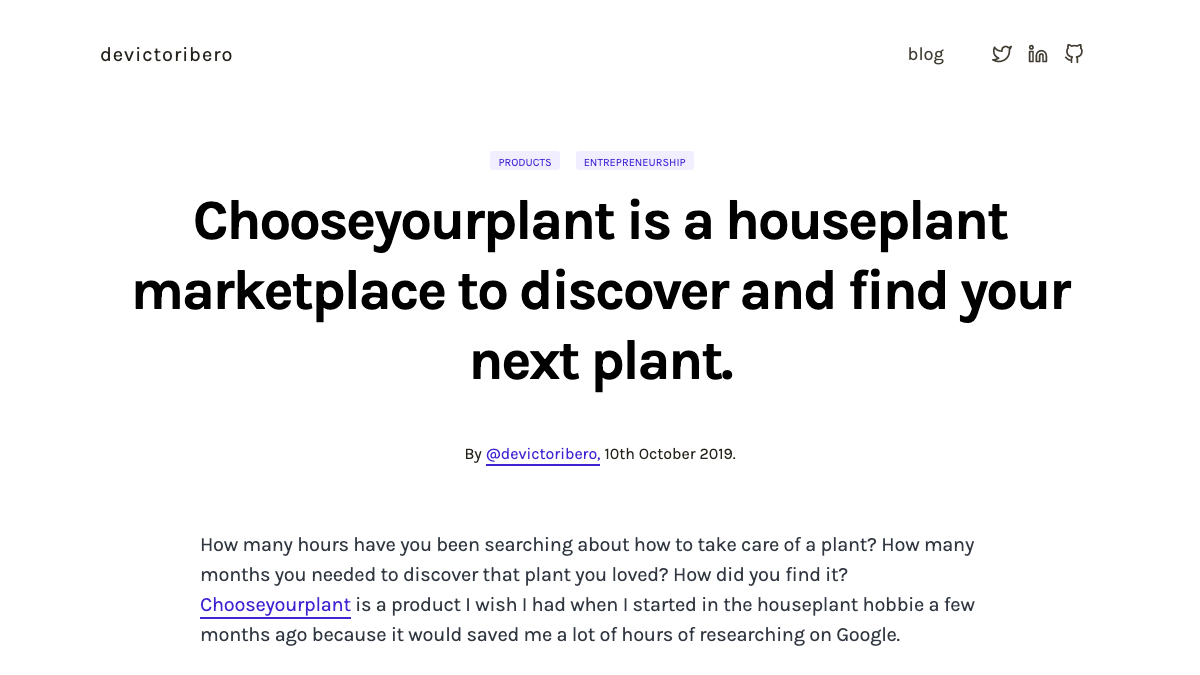 devictoribero
blog
PRODUCTS ENTREPRENEURSHIP
Chooseyourplant is a houseplant
marketplace to discover and find your
next plant.
By @devictoribero, 10th October 2019.
How many hours have you been searching about how to take care of a plant? How many
months you needed to discover that plant you loved? How did you find it?
Chooseyourplant is a product I wish I had when I started in the houseplant hobbie a few
months ago because it would saved me a lot of hours of researching on Google.